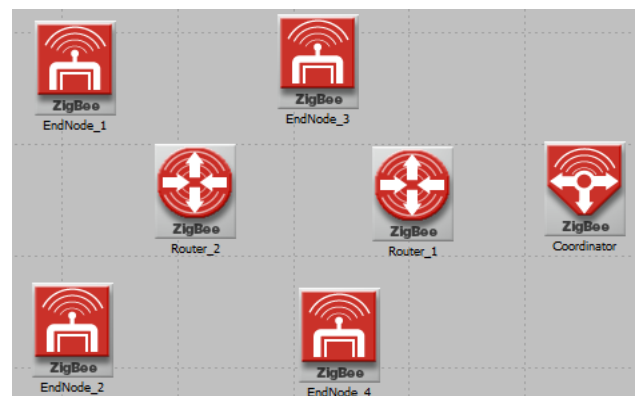 ZigBee
EndNode_1
ZigBee
EndNode_3
ZigBee
Router_2
ZigBee
Router_1
ZigBee
Coordinator
ZigBee
EndNode_2
ZigBee
EndNode_4